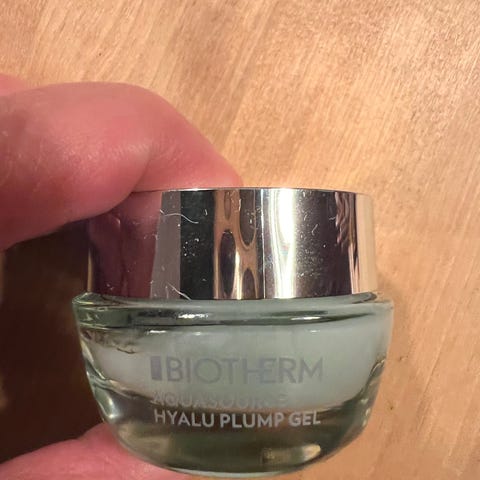 BIOTHERM
AQUASOURCE
HYALU PLUMP GEL